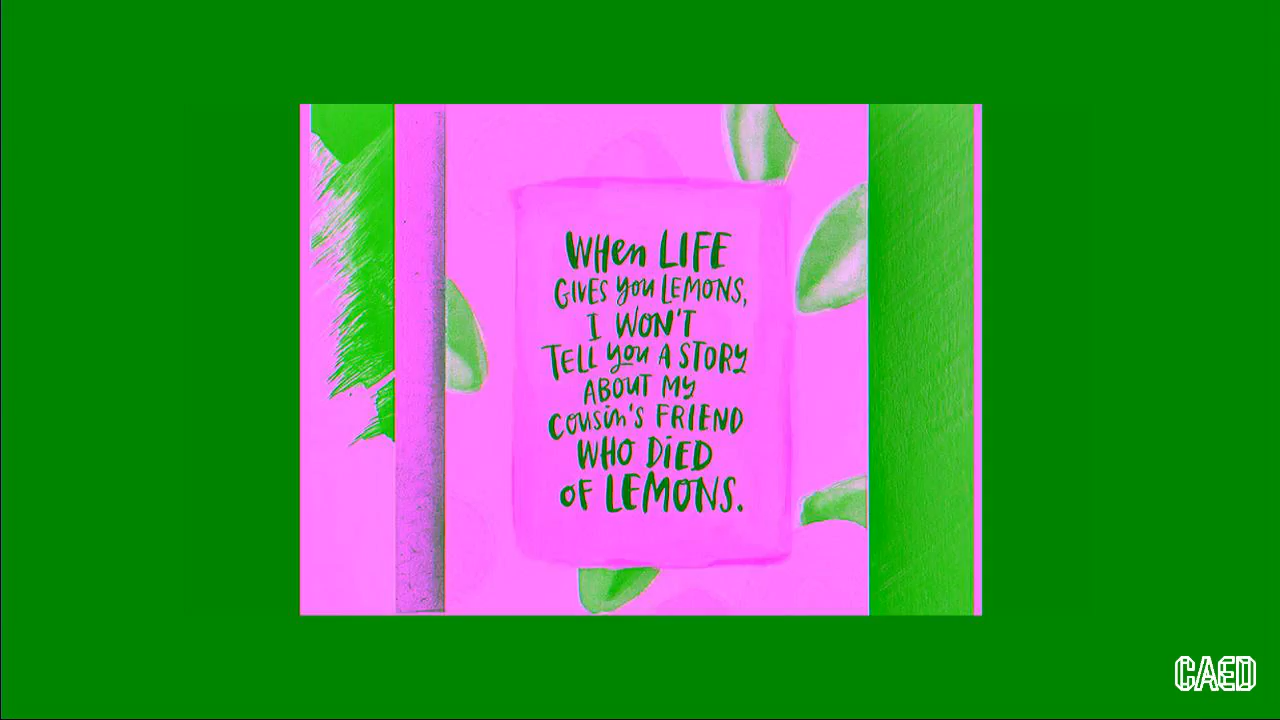 WHen LIFE
GIVES you LEMONS,
I WON'T
TELL you A STORY
ABOUT MY
cousin's FRIEND
WHO DiED
oF LEMONS.
CAED